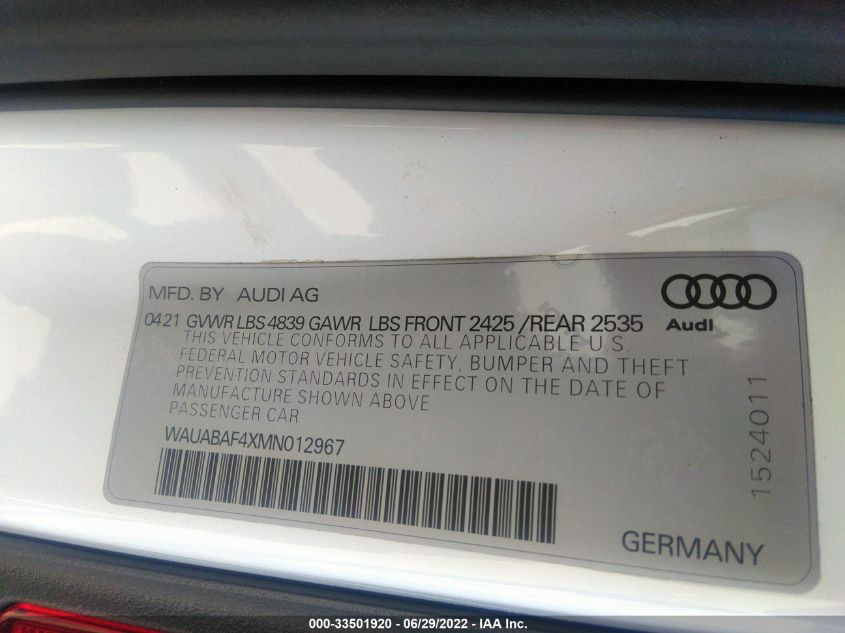 MFD. BY AUDI AG
0421 GVWR LBS 4839 GAWR LBS FRONT 2425 /REAR 2535
THIS VEHICLE CONFORMS TO ALL APPLICABLE U.S.
FEDERAL MOTOR VEHICLE SAFETY, BUMPER AND THEFT
PREVENTION STANDARDS IN EFFECT ON THE DATE OF
MANUFACTURE SHOWN ABOVE
PASSENGER CAR
WAUABAF4XMN012967
Audi
1524011
GERMANY
000-33501920 - 06/29/2022 - IAA Inc.